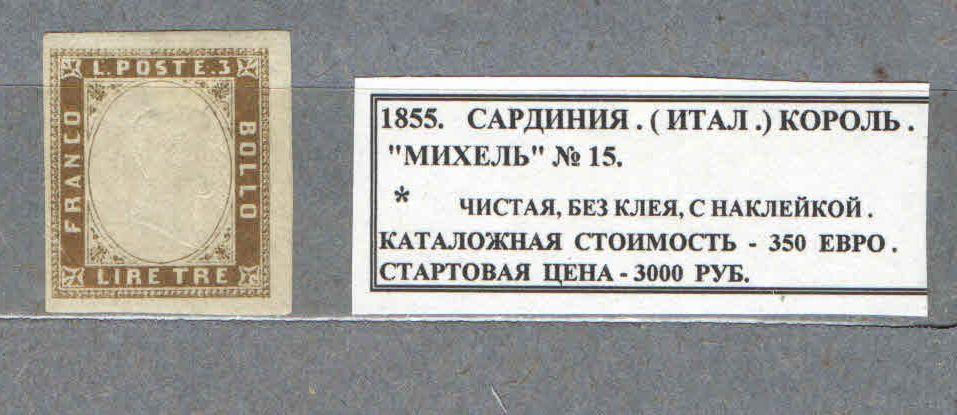 L. POSTE. 3
FRANCO
BOLLO
LIRE TRE
1855. САРДИНИЯ . ( ИТАЛ .) КОРОЛЬ .
"МИХЕЛЬ" № 15.
* ЧИСТАЯ, БЕЗ КЛЕЯ, С НАКЛЕЙКОЙ .
КАТАЛОЖНАЯ СТОИМОСТЬ - 350 ЕВРО .
СТАРТОВАЯ ЦЕНА - 3000 РУБ.